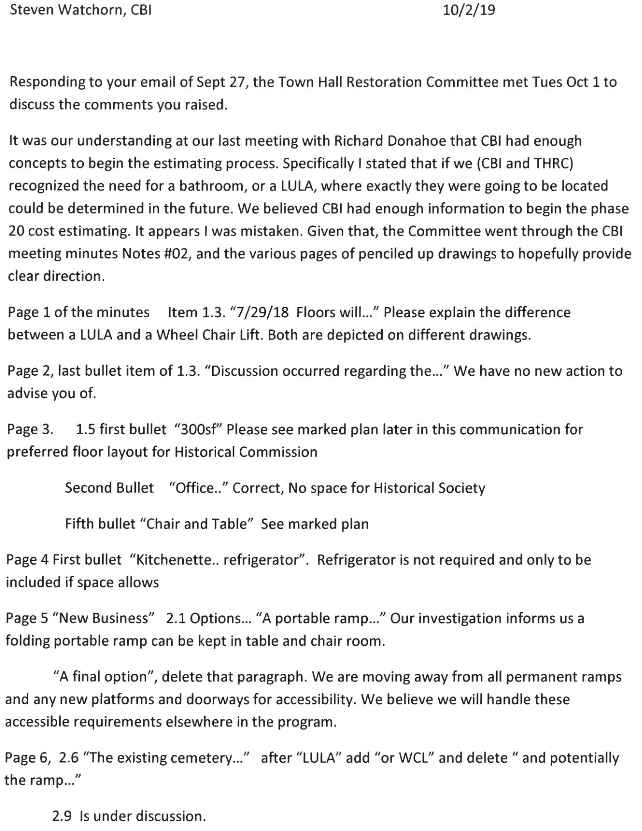 Steven Watchorn, CBI 10/2/19
Responding to your email of Sept 27, the Town Hall Restoration Committee met Tues Oct 1 to
discuss the comments you raised.
It was our understanding at our last meeting with Richard Donahoe that CBI had enough
concepts to begin the estimating process. Specifically I stated that if we (CBI and THRC)
recognized the need for a bathroom, or a LULA, where exactly they were going to be located
could be determined in the future. We believed CBI had enough information to begin the phase
20 cost estimating. It appears I was mistaken. Given that, the Committee went through the CBI
meeting minutes Notes #02, and the various pages of penciled up drawings to hopefully provide
clear direction.
Page 1 of the minutes Item 1.3. “7/29/18 Floors will…” Please explain the difference
between a LULA and a Wheel Chair Lift. Both are depicted on different drawings.
Page 2, last bullet item of 1.3. “Discussion occurred regarding the…” We have no new action to
advise you of.
Page 3. 1.5 first bullet “300sf” Please see marked plan later in this communication for
preferred floor layout for Historical Commission
Second Bullet “Office..” Correct, No space for Historical Society
Fifth bullet “Chair and Table” See marked plan
Page 4 First bullet “Kitchenette.. refrigerator”. Refrigerator is not required and only to be
included if space allows
Page 5 “New Business” 2.1 Options… “A portable ramp…” Our investigation informs us a
folding portable ramp can be kept in table and chair room.
“A final option”, delete that paragraph. We are moving away from all permanent ramps
and any new platforms and doorways for accessibility. We believe we will handle these
accessible requirements elsewhere in the program.
Page 6, 2.6 “The existing cemetery…” after “LULA” add “or WCL” and delete “ and potentially
the ramp…”
2.9 Is under discussion.